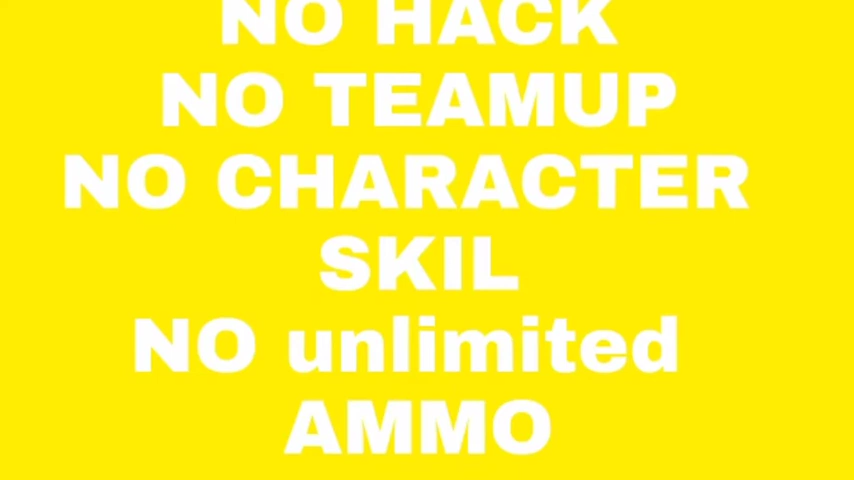 NO HACK
NO TEAMUP
NO CHARACTER
SKIL
NO unlimited
AMMO